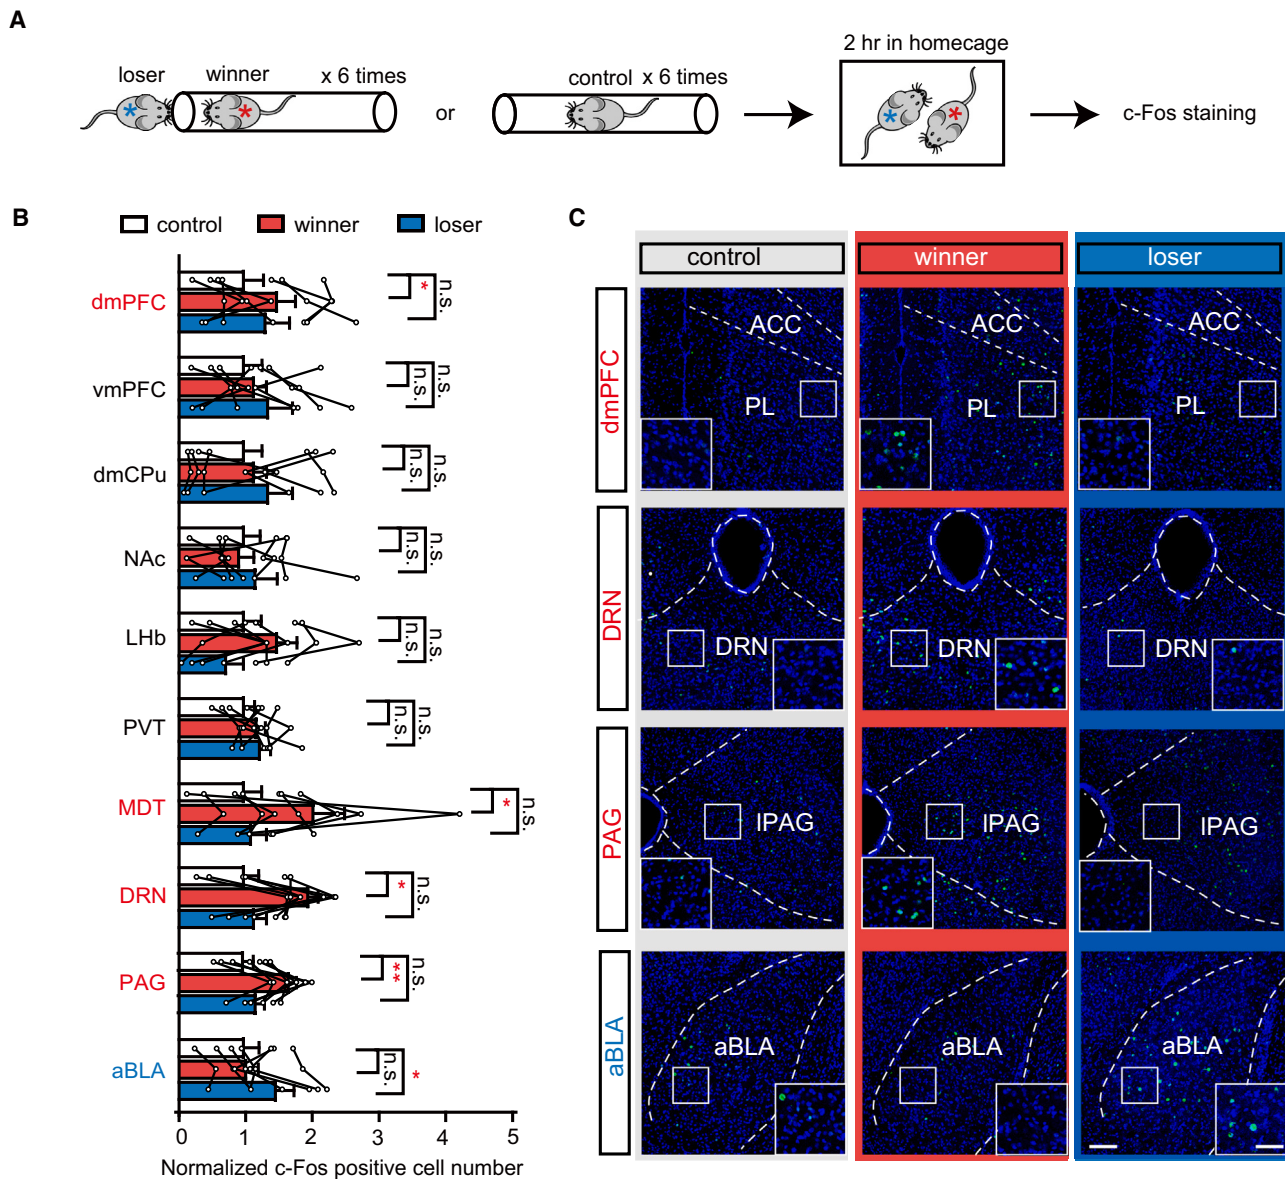 A
loser winner x 6 times
or
control x 6 times
2 hr in homecage
c-Fos staining
B
control winner loser
dmPFC
* n.s.
vmPFC
n.s. n.s.
dmCPu
n.s. n.s.
NAc
n.s. n.s.
LHb
n.s. n.s.
PVT
n.s. n.s.
MDT
* n.s.
DRN
* n.s.
PAG
** n.s.
aBLA
n.s. *
0 1 2 3 4 5
Normalized c-Fos positive cell number
C
control winner loser
dmPFC
ACC ACC ACC
PL PL PL
DRN
DRN DRN DRN
PAG
lPAG lPAG lPAG
aBLA
aBLA aBLA aBLA